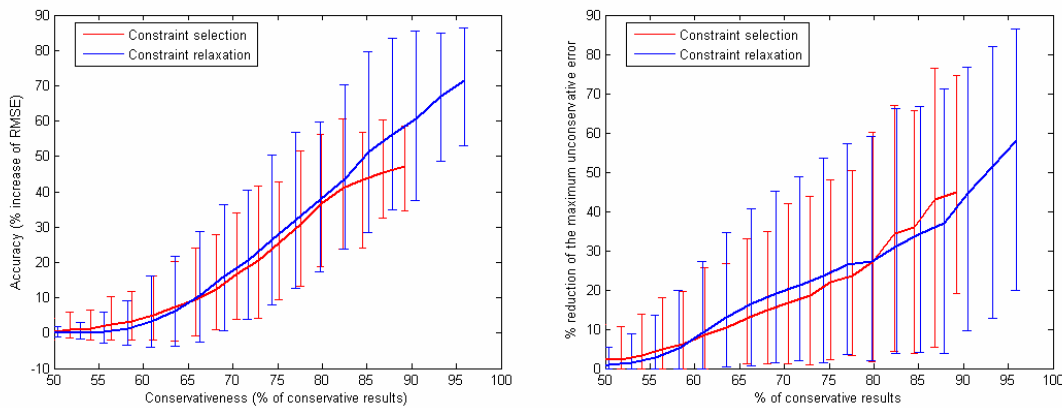 Constraint selection
Constraint relaxation
90
80
70
60
50
40
30
20
10
0
-10
Accuracy (% increase of RMSE)
50 55 60 65 70 75 80 85 90 95 100
Conservativeness (% of conservative results)
Constraint selection
Constraint relaxation
90
80
70
60
50
40
30
20
10
0
% reduction of the maximum unconservative error
50 55 60 65 70 75 80 85 90 95 100
% of conservative results